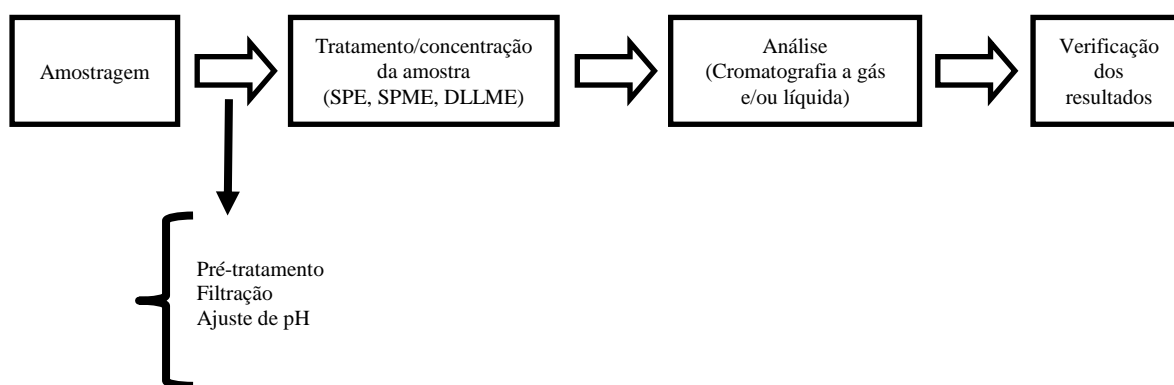 Amostragem
Tratamento/concentração
da amostra
(SPE, SPME, DLLME)
Análise
(Cromatografia a gás
e/ou líquida)
Verificação
dos
resultados
Pré-tratamento
Filtração
Ajuste de pH